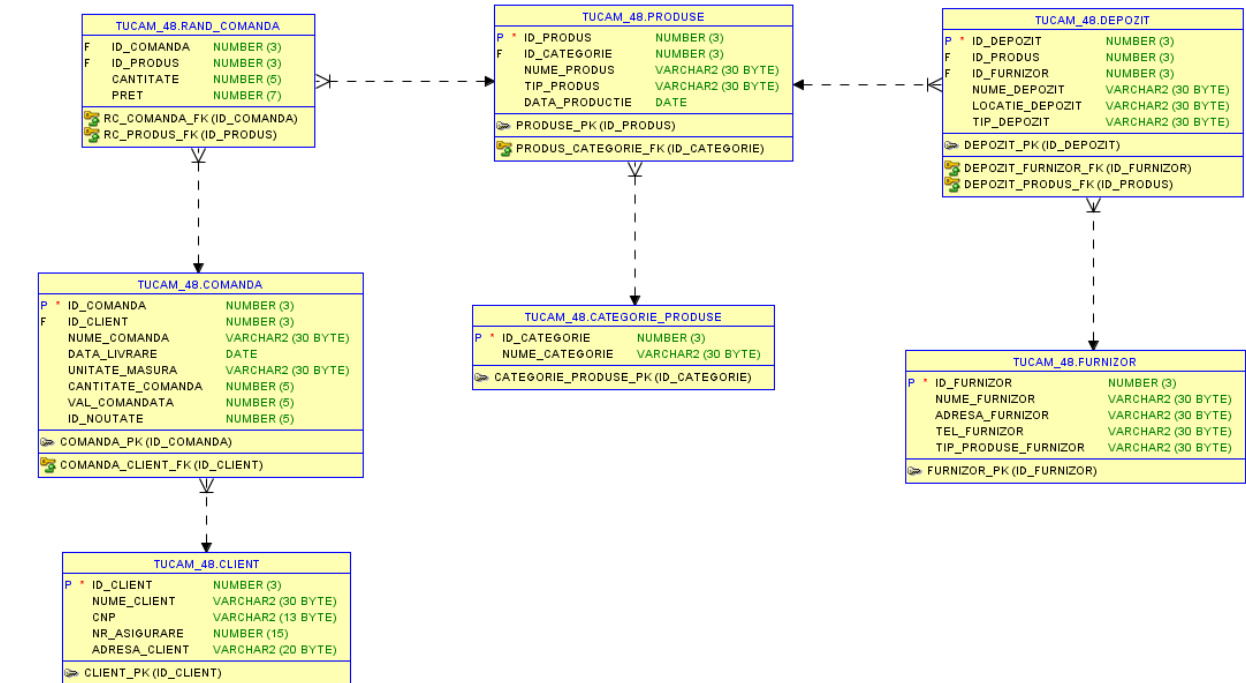 TUCAM_48.RAND_COMANDA
F ID_COMANDA NUMBER (3)
F ID_PRODUS NUMBER (3)
CANTITATE NUMBER (5)
PRET NUMBER (7)
RC_COMANDA_FK (ID_COMANDA)
RC_PRODUS_FK (ID_PRODUS)
TUCAM_48.PRODUSE
P * ID_PRODUS NUMBER (3)
F ID_CATEGORIE NUMBER (3)
NUME_PRODUS VARCHAR2 (30 BYTE)
TIP_PRODUS VARCHAR2 (30 BYTE)
DATA_PRODUCTIE DATE
PRODUSE_PK (ID_PRODUS)
PRODUS_CATEGORIE_FK (ID_CATEGORIE)
TUCAM_48.DEPOZIT
P * ID_DEPOZIT NUMBER (3)
F ID_PRODUS NUMBER (3)
F ID_FURNIZOR NUMBER (3)
NUME_DEPOZIT VARCHAR2 (30 BYTE)
LOCATIE_DEPOZIT VARCHAR2 (30 BYTE)
TIP_DEPOZIT VARCHAR2 (30 BYTE)
DEPOZIT_PK (ID_DEPOZIT)
DEPOZIT_FURNIZOR_FK (ID_FURNIZOR)
DEPOZIT_PRODUS_FK (ID_PRODUS)
TUCAM_48.COMANDA
P * ID_COMANDA NUMBER (3)
F ID_CLIENT NUMBER (3)
NUME_COMANDA VARCHAR2 (30 BYTE)
DATA_LIVRARE DATE
UNITATE_MASURA VARCHAR2 (30 BYTE)
CANTITATE_COMANDA NUMBER (5)
VAL_COMANDATA NUMBER (5)
ID_NOUTATE NUMBER (5)
COMANDA_PK (ID_COMANDA)
COMANDA_CLIENT_FK (ID_CLIENT)
TUCAM_48.CATEGORIE_PRODUSE
P * ID_CATEGORIE NUMBER (3)
NUME_CATEGORIE VARCHAR2 (30 BYTE)
CATEGORIE_PRODUSE_PK (ID_CATEGORIE)
TUCAM_48.FURNIZOR
P * ID_FURNIZOR NUMBER (3)
NUME_FURNIZOR VARCHAR2 (30 BYTE)
ADRESA_FURNIZOR VARCHAR2 (30 BYTE)
TEL_FURNIZOR VARCHAR2 (30 BYTE)
TIP_PRODUSE_FURNIZOR VARCHAR2 (30 BYTE)
FURNIZOR_PK (ID_FURNIZOR)
TUCAM_48.CLIENT
P * ID_CLIENT NUMBER (3)
NUME_CLIENT VARCHAR2 (30 BYTE)
CNP VARCHAR2 (13 BYTE)
NR_ASIGURARE NUMBER (15)
ADRESA_CLIENT VARCHAR2 (20 BYTE)
CLIENT_PK (ID_CLIENT)